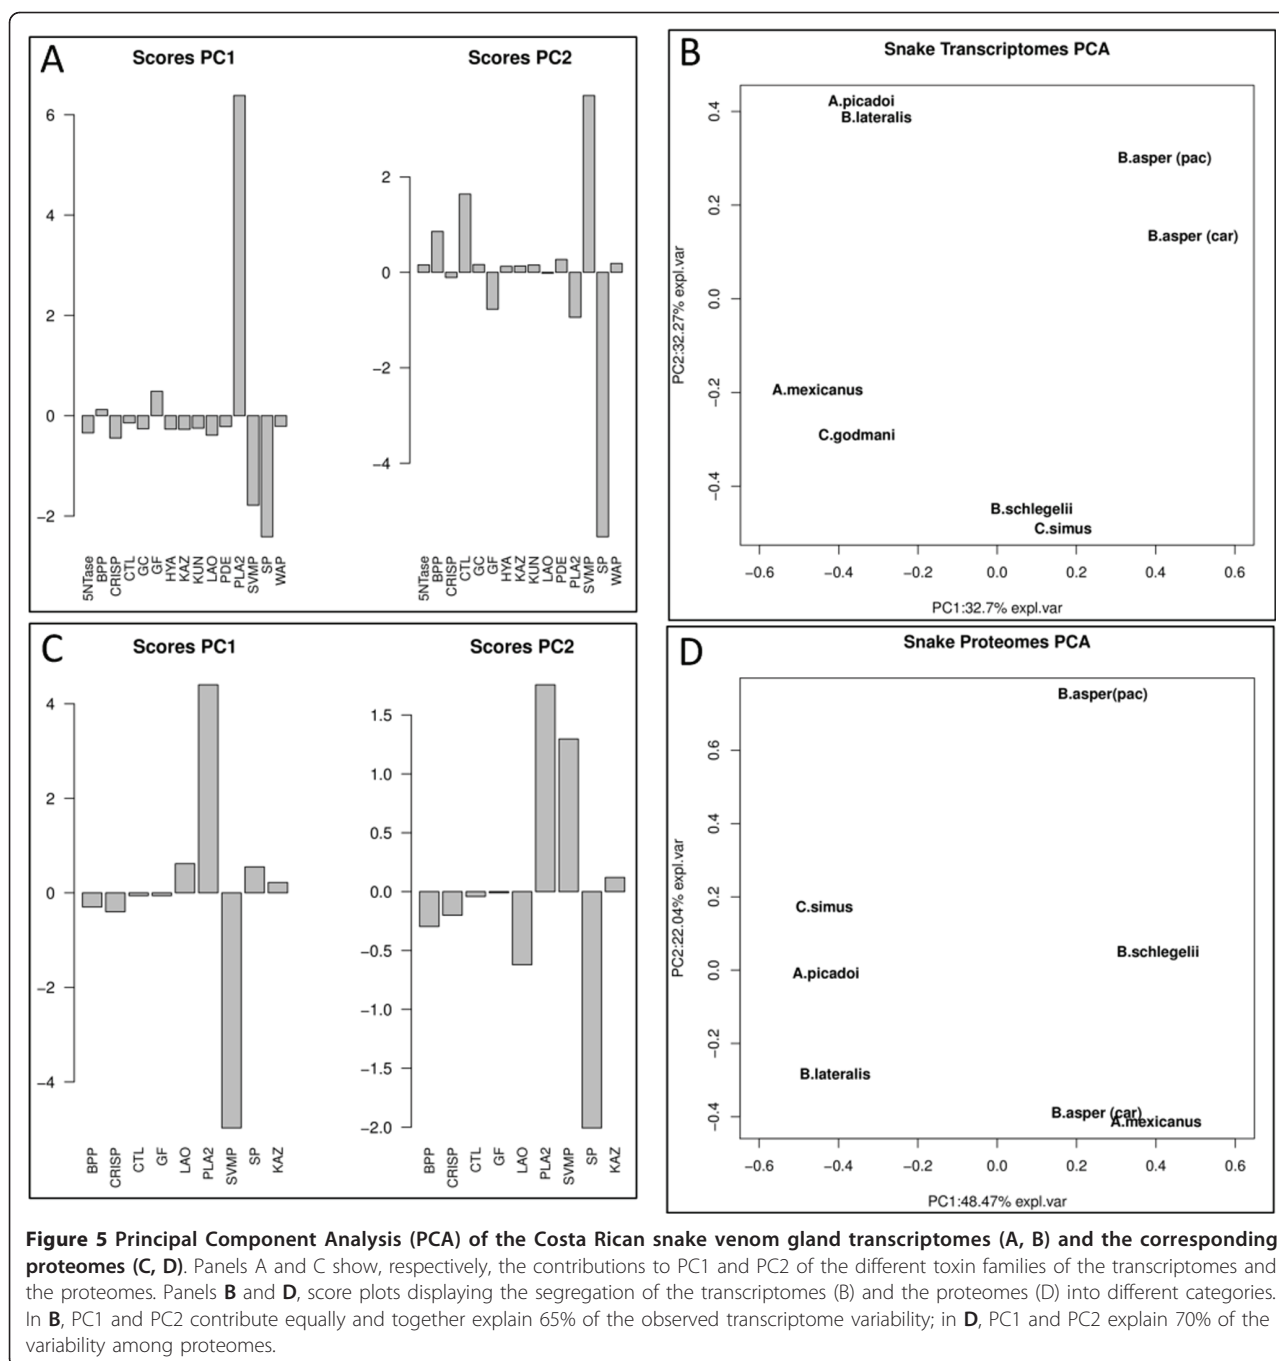 A
Scores PC1
Scores PC2
6
4
2
0
−2
2
0
−2
−4
5NTase
BPP
CRISP
CTL
GC
GF
HYA
KAZ
KUN
LAO
PDE
PLA2
SVMP
SP
WAP
5NTase
BPP
CRISP
CTL
GC
GF
HYA
KAZ
KUN
LAO
PDE
PLA2
SVMP
SP
WAP
B
Snake Transcriptomes PCA
PC2:32.27% expl.var
0.4
0.2
0.0
−0.2
−0.4
A.picadoi
B.lateralis
B.asper (pac)
B.asper (car)
A.mexicanus
C.godmani
B.schlegelii
C.simus
−0.6 −0.4 −0.2 0.0 0.2 0.4 0.6
PC1:32.7% expl.var
C
Scores PC1
Scores PC2
4
2
0
−2
−4
1.5
1.0
0.5
0.0
−0.5
−1.0
−1.5
−2.0
BPP
CRISP
CTL
GF
LAO
PLA2
SVMP
SP
KAZ
BPP
CRISP
CTL
GF
LAO
PLA2
SVMP
SP
KAZ
D
Snake Proteomes PCA
PC2:22.04% expl.var
0.6
0.4
0.2
0.0
−0.2
−0.4
B.asper(pac)
C.simus
B.schlegelii
A.picadoi
B.lateralis
B.asper (car)
A.mexicanus
−0.6 −0.4 −0.2 0.0 0.2 0.4 0.6
PC1:48.47% expl.var
Figure 5 Principal Component Analysis (PCA) of the Costa Rican snake venom gland transcriptomes (A, B) and the corresponding
proteomes (C, D). Panels A and C show, respectively, the contributions to PC1 and PC2 of the different toxin families of the transcriptomes and
the proteomes. Panels B and D, score plots displaying the segregation of the transcriptomes (B) and the proteomes (D) into different categories.
In B, PC1 and PC2 contribute equally and together explain 65% of the observed transcriptome variability; in D, PC1 and PC2 explain 70% of the
variability among proteomes.